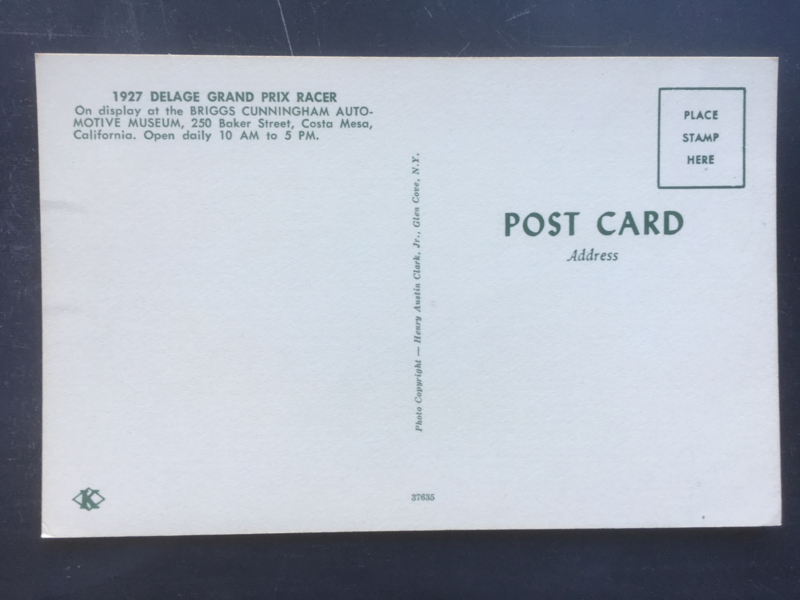 1927 DELAGE GRAND PRIX RACER
On display at the BRIGGS CUNNINGHAM AUTO-
MOTIVE MUSEUM, 250 Baker Street, Costa Mesa,
California. Open daily 10 AM to 5 PM.
Photo Copyright — Henry Austin Clark, Jr., Glen Cove, N.Y.
PLACE
STAMP
HERE
POST CARD
Address
K
37635